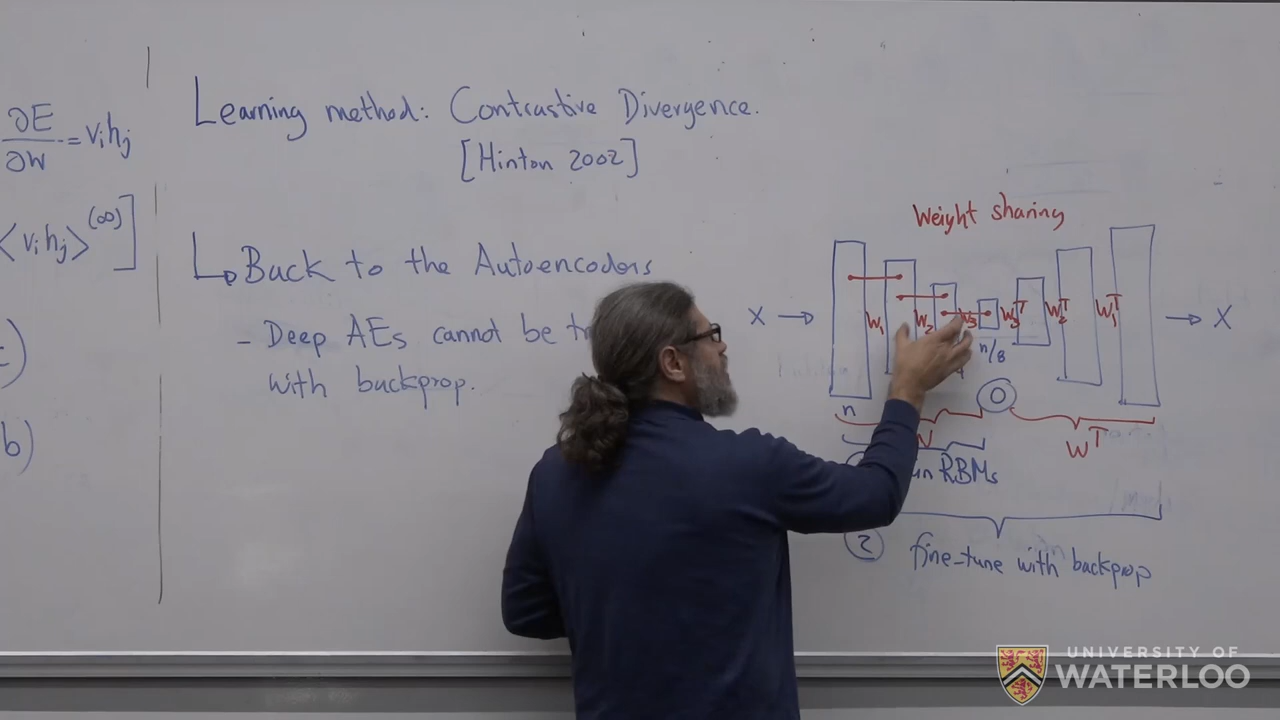 ∂E/∂W = vihj
<vihj>(∞)]
b)
Learning method: Contrastive Divergence.
[Hinton 2002]
Back to the Autoencoders
- Deep AEs cannot be
with backprop.
Weight sharing
X → W1 W2 W3 W3T W2T W1T → X
n n/8
0
W WT
RBMs
2 fine-tune with backprop
UNIVERSITY OF
WATERLOO